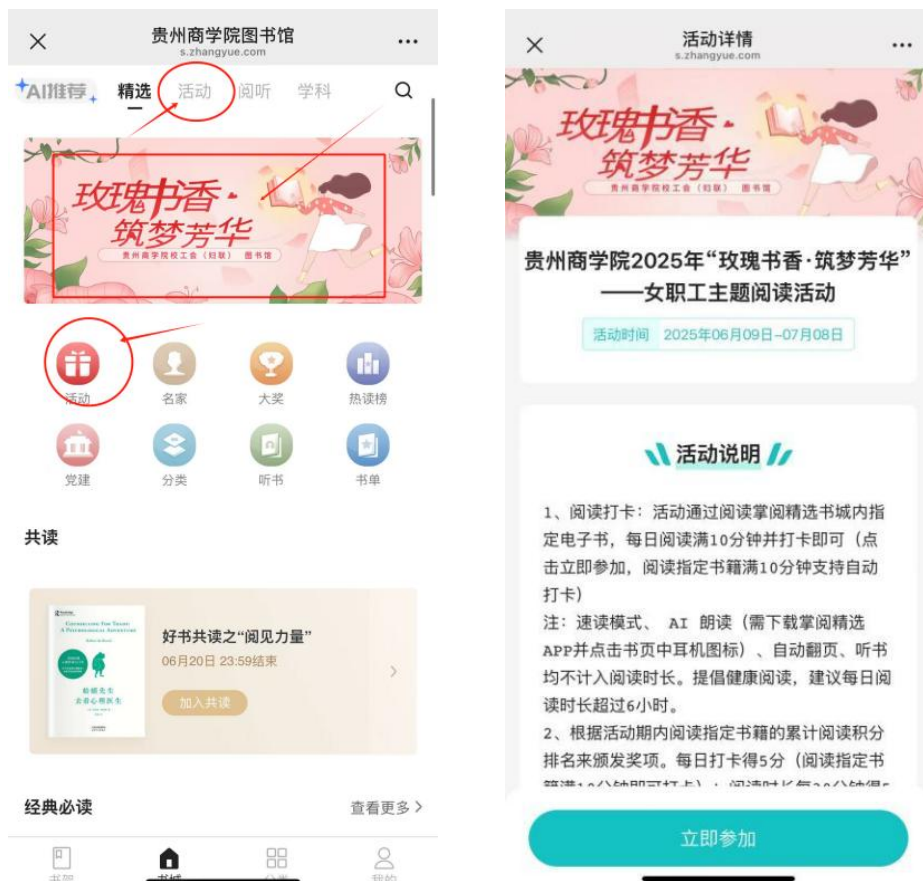 贵州商学院图书馆
s.zhangyue.com
AI推荐
精选
活动
阅听
学科
玫瑰书香·
筑梦芳华
贵州商学院校工会（妇联） 图书馆
活动
名家
大奖
热读榜
党建
分类
听书
书单
共读
哈佛先生
去看心理医生
好书共读之“阅见力量”
06月20日 23:59结束
加入共读
经典必读
查看更多
书城
活动详情
s.zhangyue.com
玫瑰书香·
筑梦芳华
贵州商学院校工会（妇联） 图书馆
贵州商学院2025年“玫瑰书香·筑梦芳华”
——女职工主题阅读活动
活动时间 2025年06月09日-07月08日
活动说明
1、阅读打卡：活动通过阅读掌阅精选书城内指
定电子书，每日阅读满10分钟并打卡即可（点
击立即参加，阅读指定书籍满10分钟支持自动
打卡）
注：速读模式、 AI 朗读（需下载掌阅精选
APP并点击书页中耳机图标）、自动翻页、听书
均不计入阅读时长。提倡健康阅读，建议每日阅
读时长超过6小时。
2、根据活动期内阅读指定书籍的累计阅读积分
排名来颁发奖项。每日打卡得5分（阅读指定书
立即参加